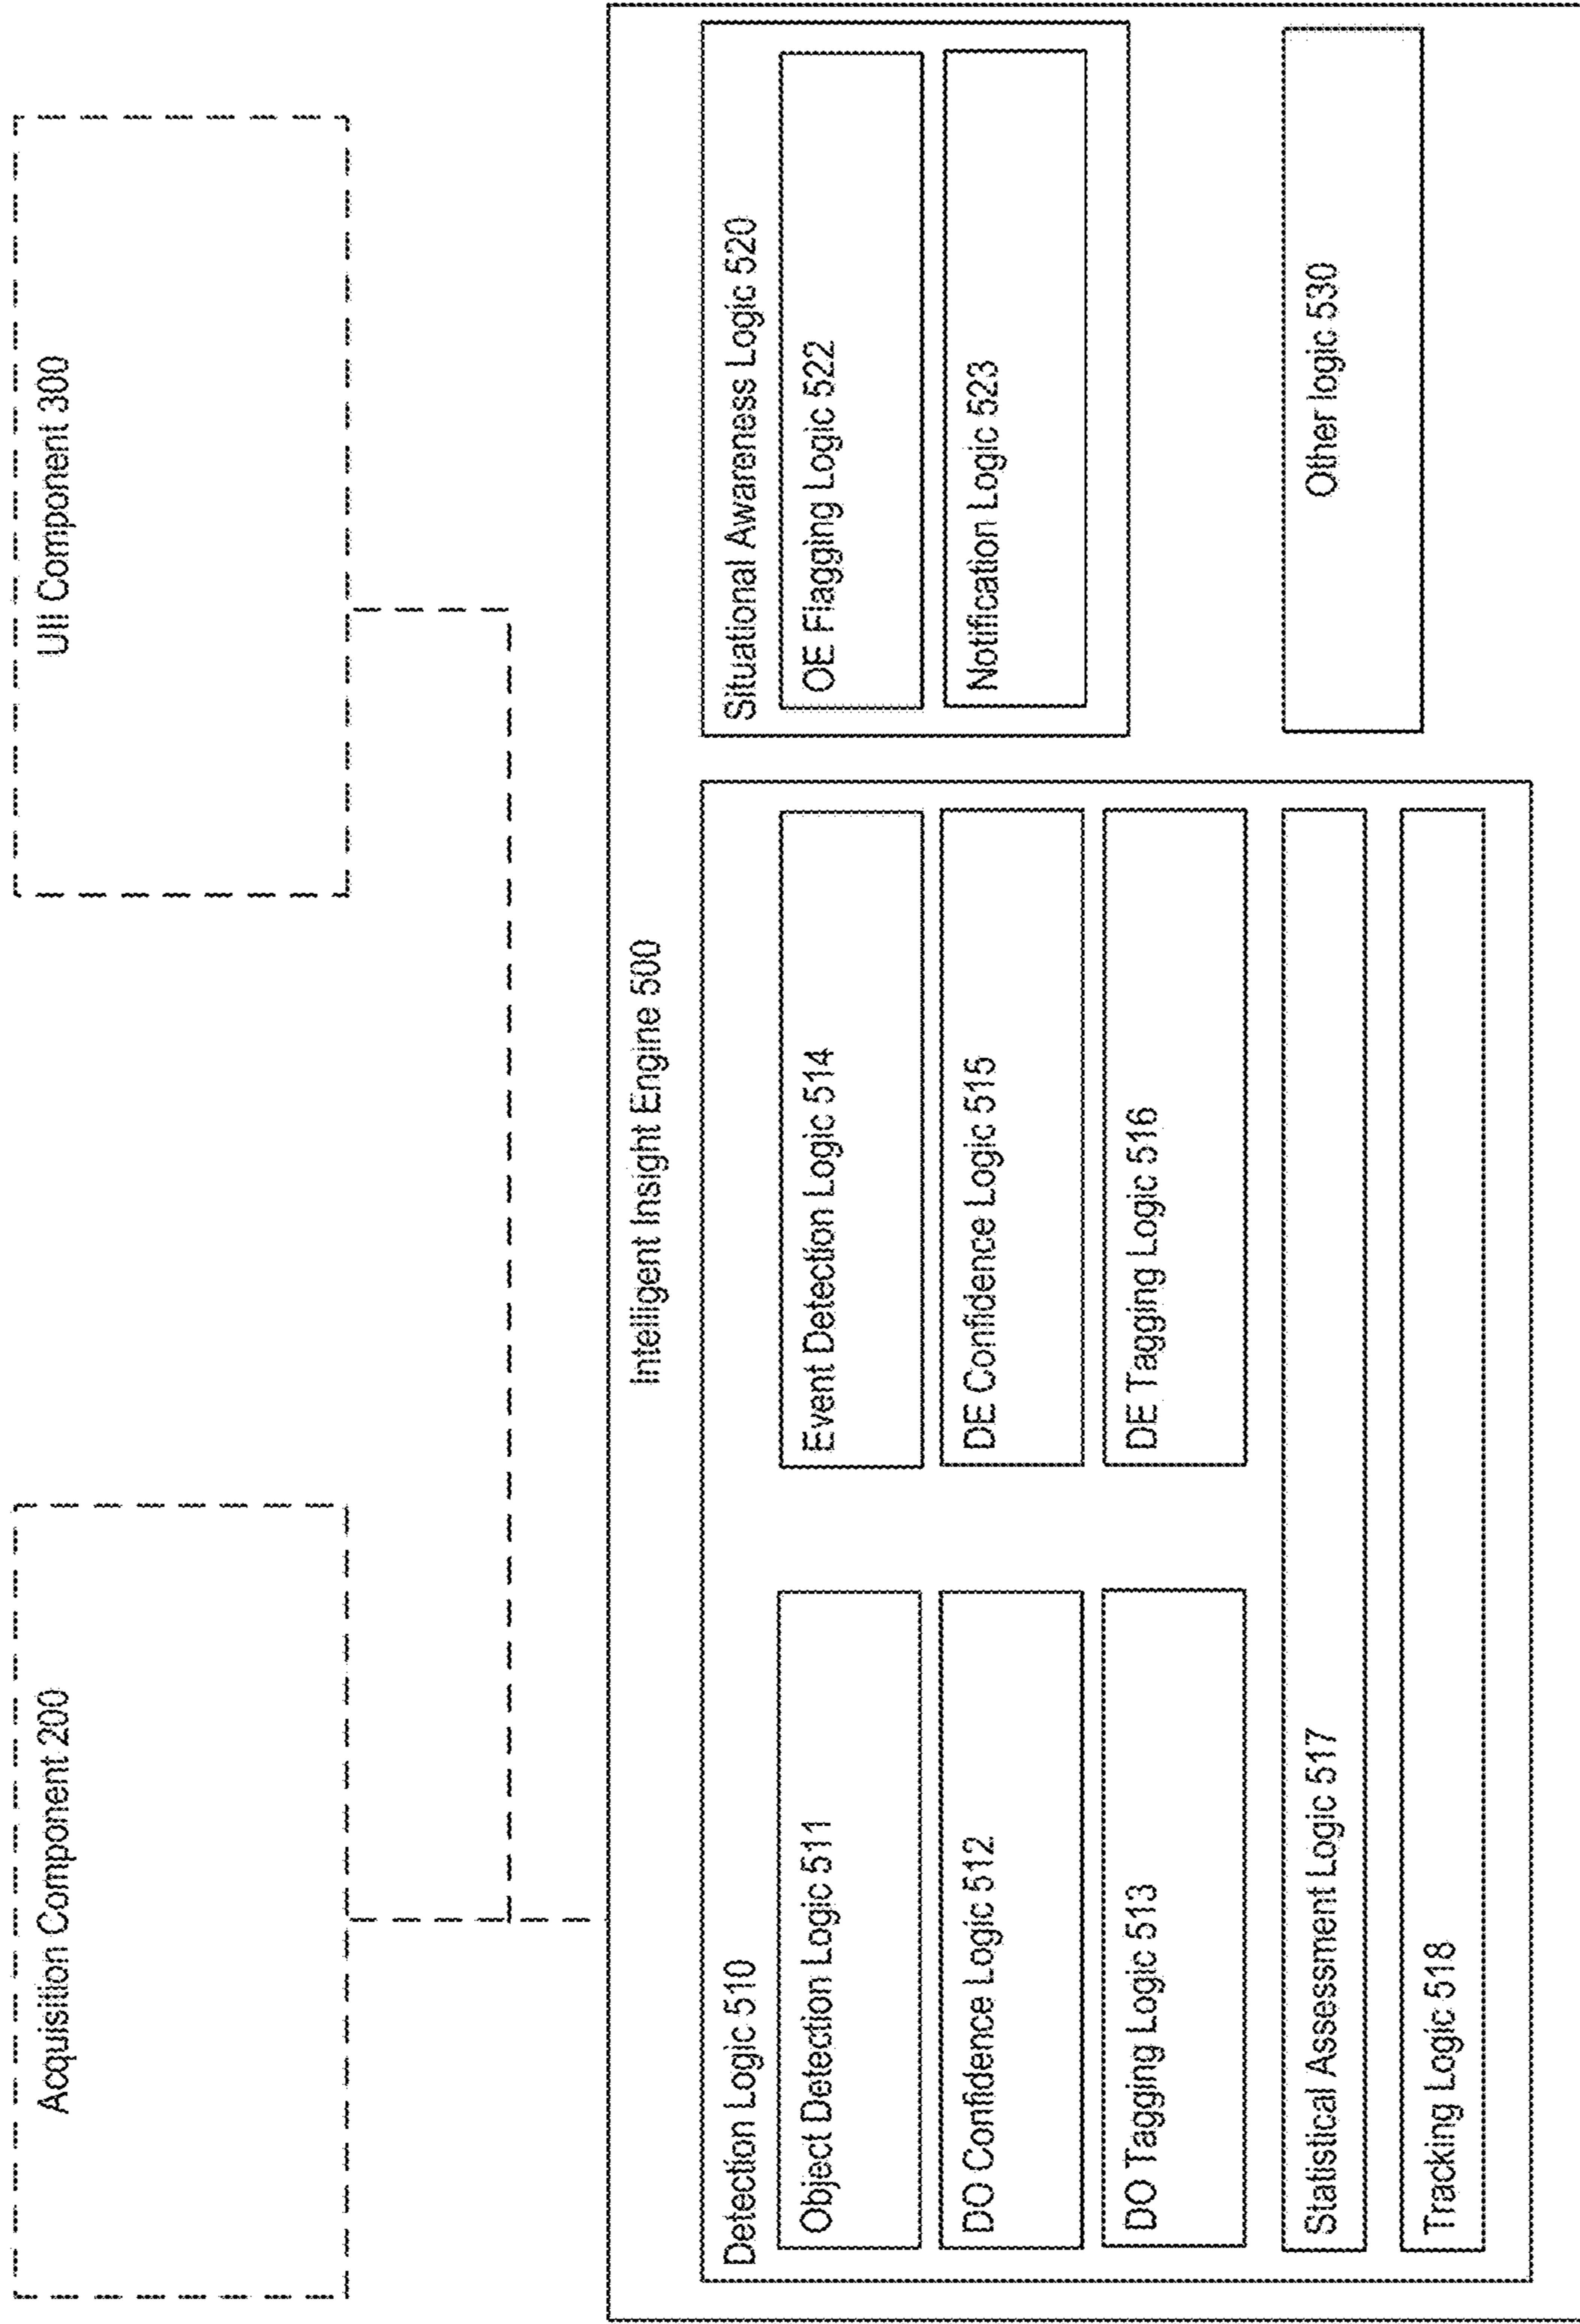 Acquisition Component 200
UII Component 300
Intelligent Insight Engine 500
Detection Logic 510
Object Detection Logic 511
DO Confidence Logic 512
DO Tagging Logic 513
Event Detection Logic 514
DE Confidence Logic 515
DE Tagging Logic 516
Statistical Assessment Logic 517
Tracking Logic 518
Situational Awareness Logic 520
OE Flagging Logic 522
Notification Logic 523
Other logic 530